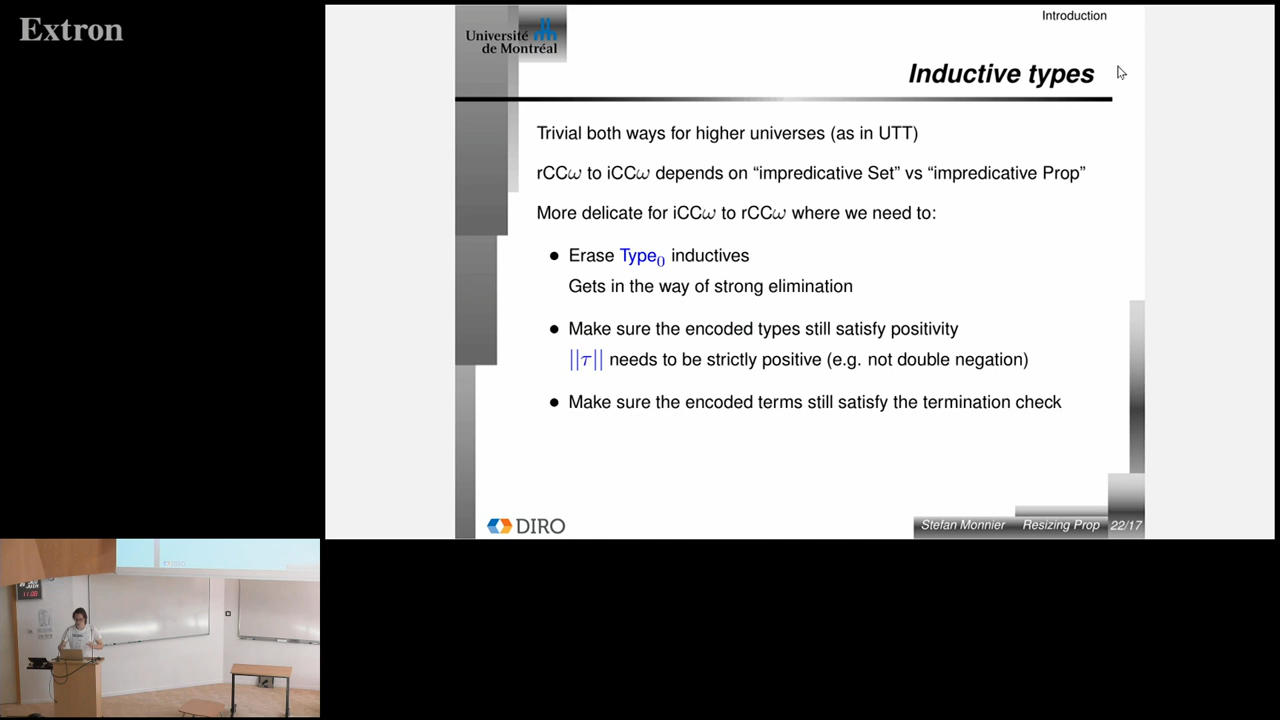 Extron
Université
de Montréal
Introduction
Inductive types
Trivial both ways for higher universes (as in UTT)
rCCω to iCCω depends on “impredicative Set” vs “impredicative Prop”
More delicate for iCCω to rCCω where we need to:
● Erase Type₀ inductives
Gets in the way of strong elimination
● Make sure the encoded types still satisfy positivity
||τ|| needs to be strictly positive (e.g. not double negation)
● Make sure the encoded terms still satisfy the termination check
DIRO
Stefan Monnier Resizing Prop 22/17